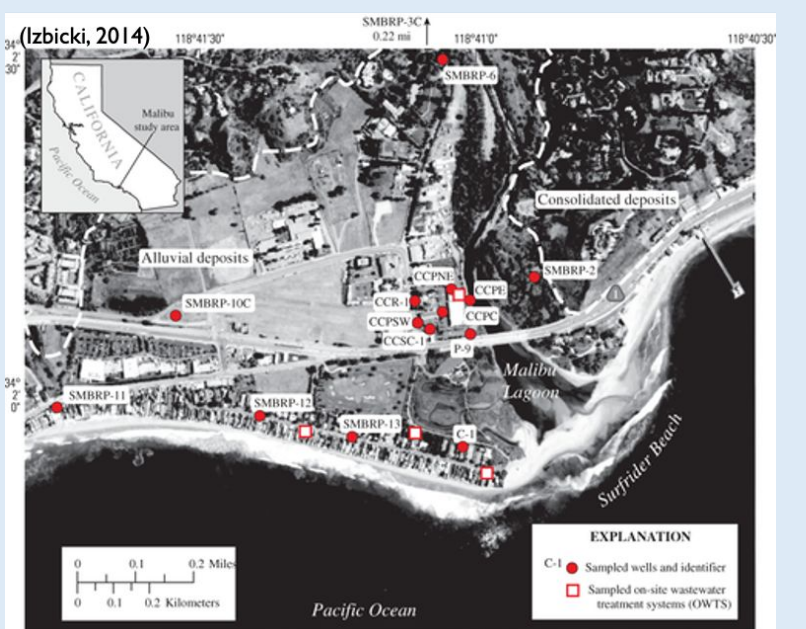 (Izbicki, 2014)
SMBRP-3C
0.22 mi
118°41'30"
118°41'0"
118°40'30"
34°
2'
30"
SMBRP-6
CALIFORNIA
Malibu
study area
Pacific Ocean
Consolidated deposits
Alluvial deposits
SMBRP-2
CCPNE
CCPE
SMBRP-10C
CCR-1
CCPC
CCPSW
CCSC-1
P-9
1
Malibu
Lagoon
34°
2'
0"
SMBRP-11
SMBRP-12
SMBRP-13
C-1
Surfrider Beach
EXPLANATION
C-1 Sampled wells and identifier
Sampled on-site wastewater
treatment systems (OWTS)
0 0.1 0.2 Miles
0 0.1 0.2 Kilometers
Pacific Ocean